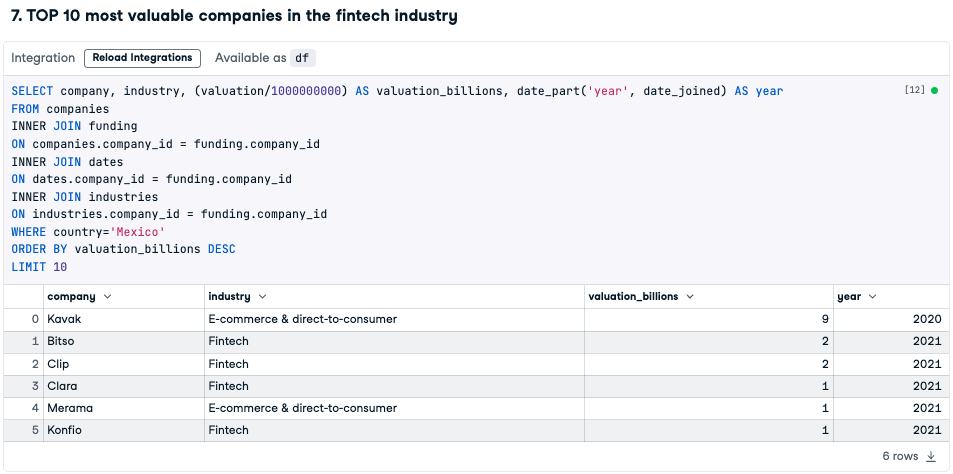 7. TOP 10 most valuable companies in the fintech industry
Integration Reload Integrations Available as df
SELECT company, industry, (valuation/1000000000) AS valuation_billions, date_part('year', date_joined) AS year [12]
FROM companies
INNER JOIN funding
ON companies.company_id = funding.company_id
INNER JOIN dates
ON dates.company_id = funding.company_id
INNER JOIN industries
ON industries.company_id = funding.company_id
WHERE country='Mexico'
ORDER BY valuation_billions DESC
LIMIT 10
company industry valuation_billions year
0 Kavak E-commerce & direct-to-consumer 9 2020
1 Bitso Fintech 2 2021
2 Clip Fintech 2 2021
3 Clara Fintech 1 2021
4 Merama E-commerce & direct-to-consumer 1 2021
5 Konfio Fintech 1 2021
6 rows